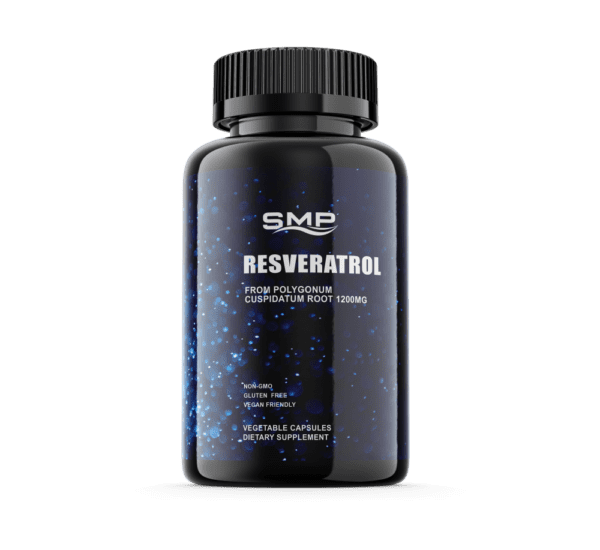 SMP
RESVERATROL
FROM POLYGONUM
CUSPIDATUM ROOT 1200MG
NON-GMO
GLUTEN FREE
VEGAN FRIENDLY
VEGETABLE CAPSULES
DIETARY SUPPLEMENT